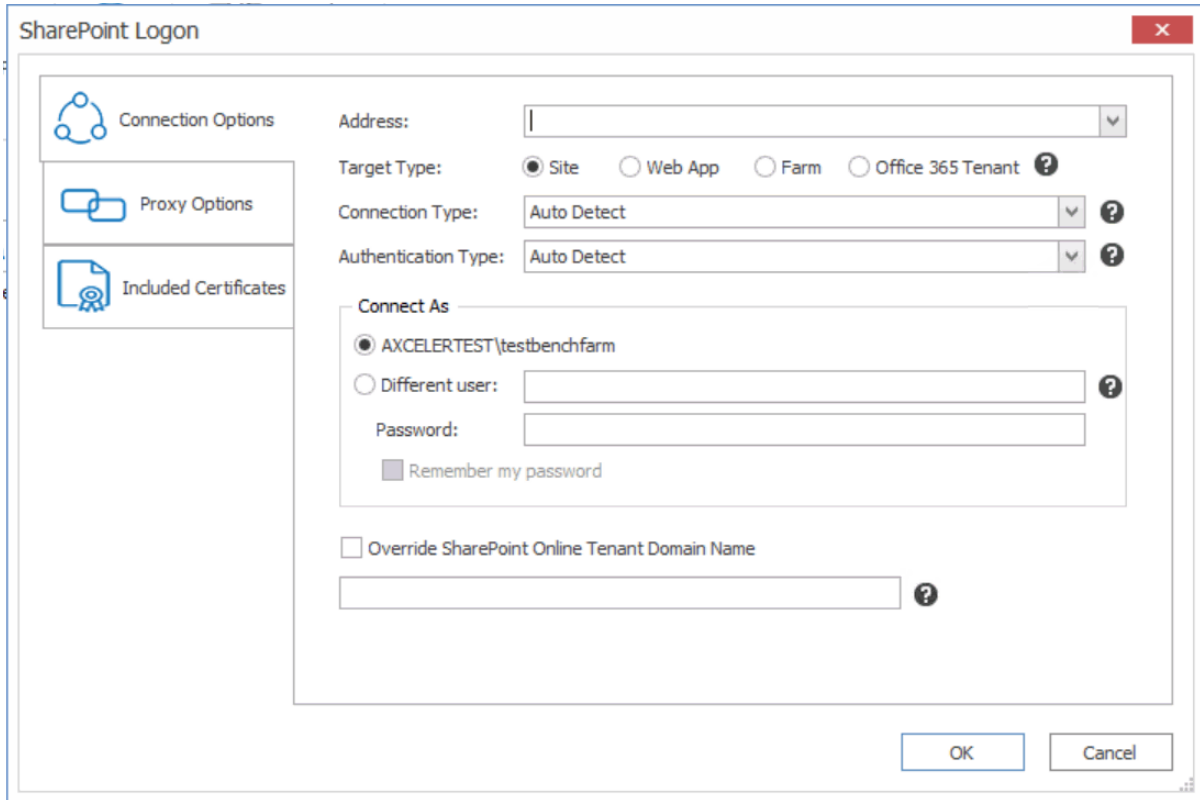 SharePoint Logon
Connection Options
Proxy Options
Included Certificates
Address:
Target Type: Site Web App Farm Office 365 Tenant ?
Connection Type: Auto Detect ?
Authentication Type: Auto Detect ?
Connect As
AXCELERTEST\testbenchfarm
Different user: ?
Password:
Remember my password
Override SharePoint Online Tenant Domain Name
?
OK Cancel